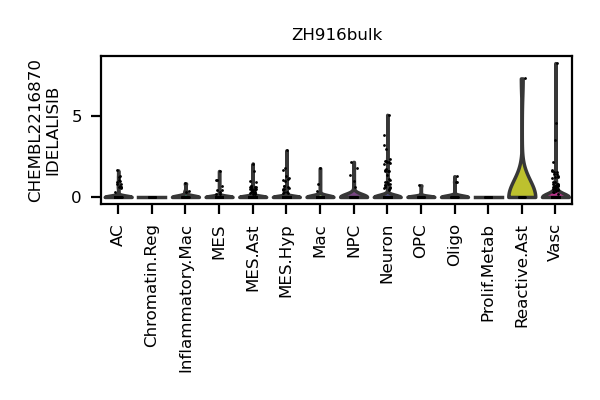 ZH916bulk
CHEMBL2216870
IDELALISIB
5
0
AC
Chromatin.Reg
Inflammatory.Mac
MES
MES.Ast
MES.Hyp
Mac
NPC
Neuron
OPC
Oligo
Prolif.Metab
Reactive.Ast
Vasc